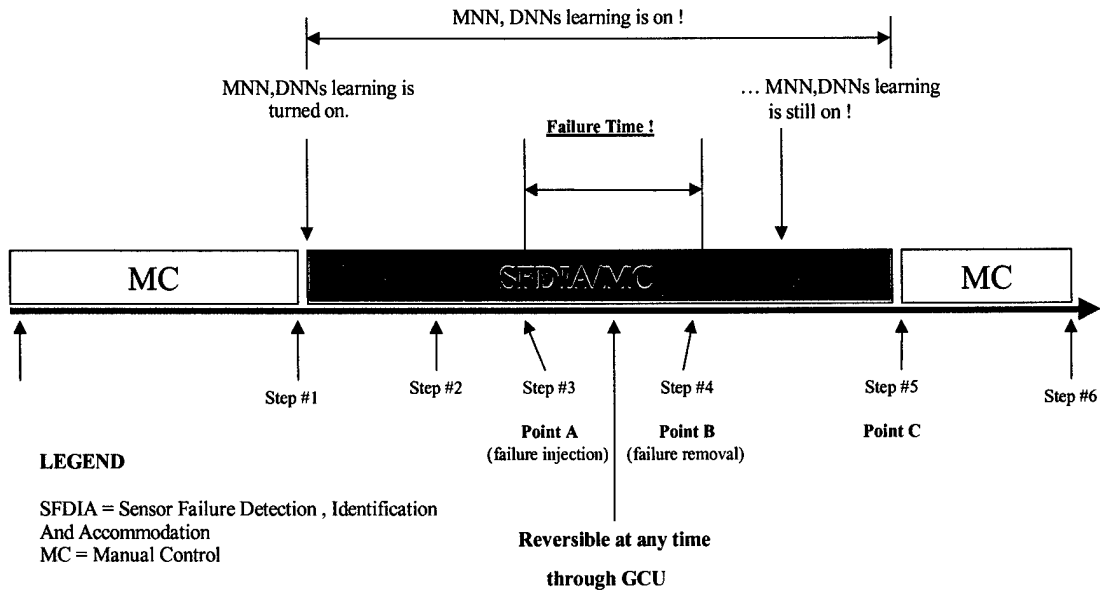 MNN, DNNs learning is on !
MNN,DNNs learning is
turned on.
... MNN,DNNs learning
is still on !
Failure Time !
MC
SFDIA/MC
MC
Step #1
Step #2
Step #3
Step #4
Step #5
Step #6
Point A
(failure injection)
Point B
(failure removal)
Point C
LEGEND
SFDIA = Sensor Failure Detection , Identification
And Accommodation
MC = Manual Control
Reversible at any time
through GCU